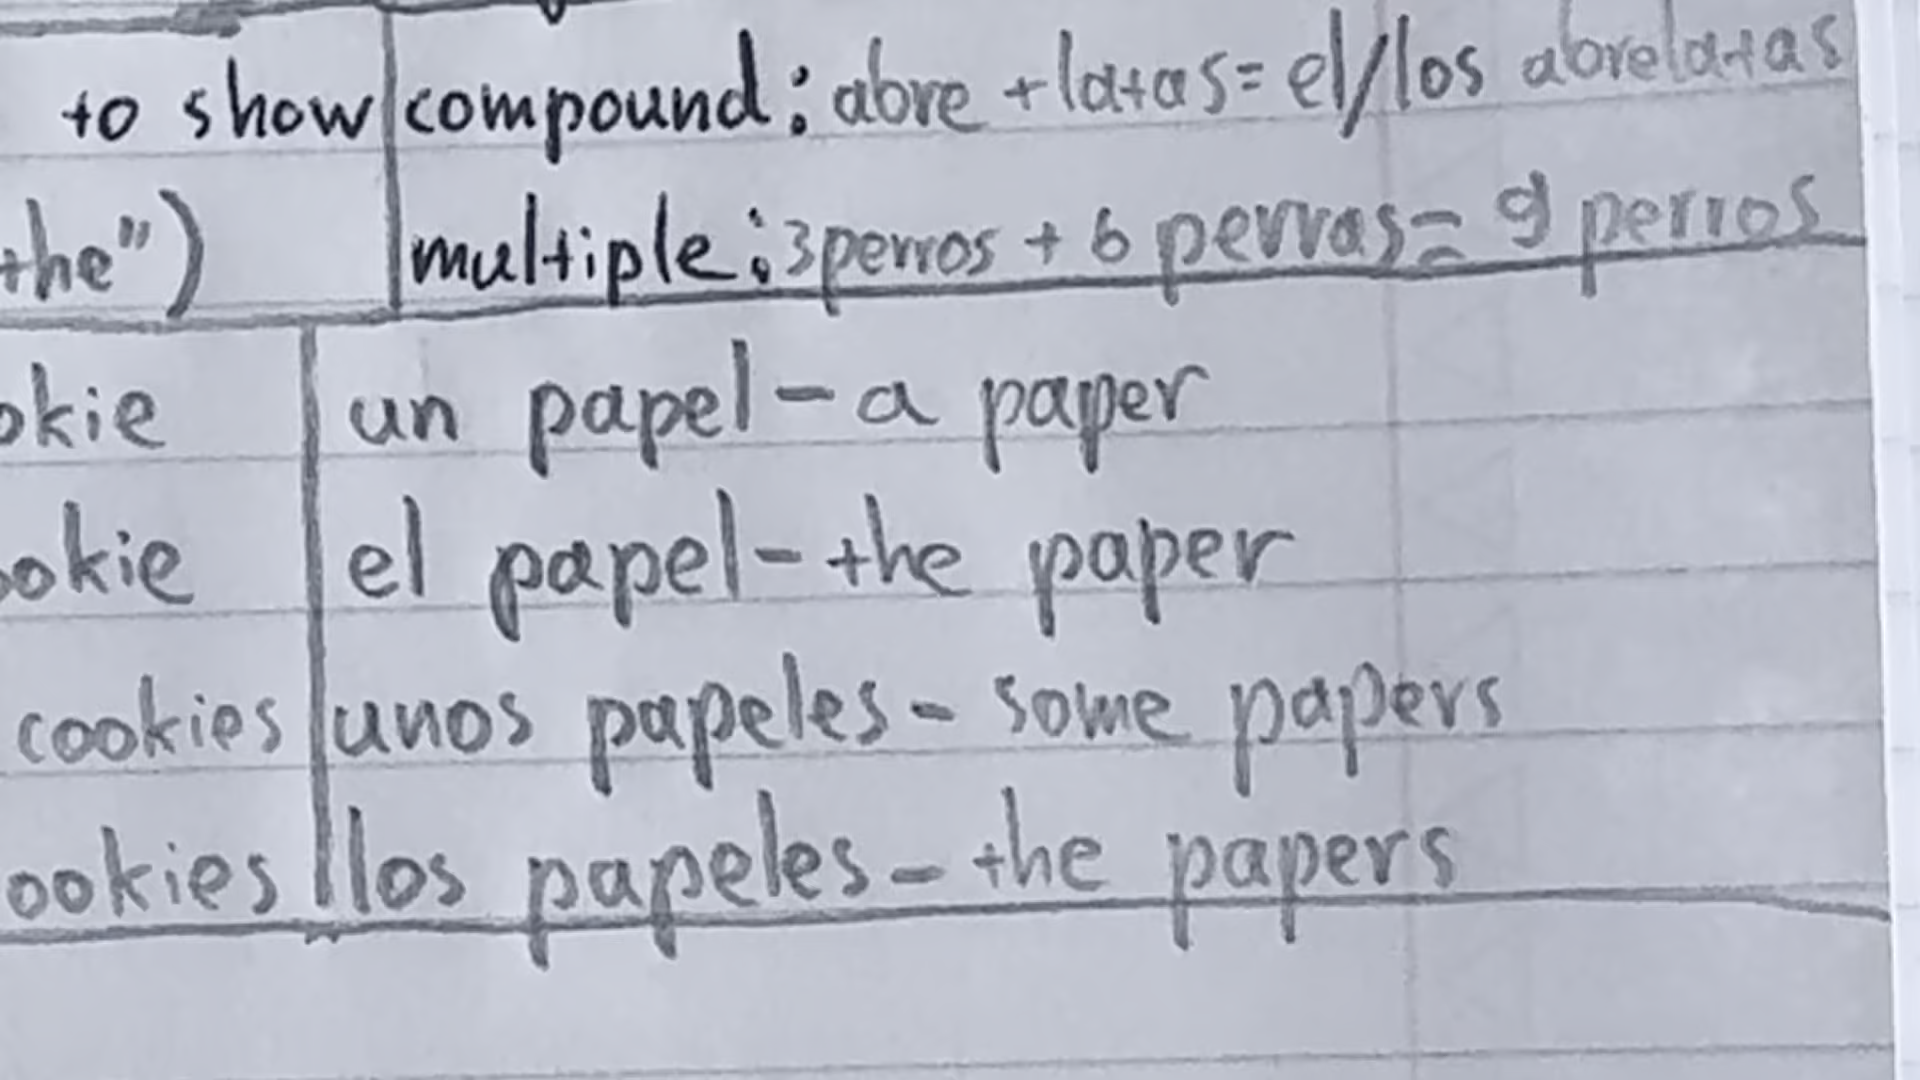 to show compound: abre + latas = el/los abrelatas
the") multiple: 3 perros + 6 perras = 9 perros
okie un papel - a paper
ookie el papel - the paper
cookies unos papeles - some papers
ookies los papeles - the papers